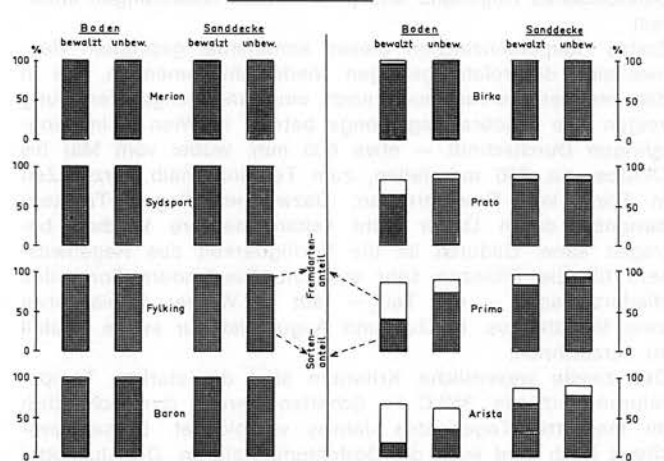 Boden Sanddecke Boden Sanddecke
% bewalzt unbew. bewalzt unbew. bewalzt unbew. bewalzt unbew. %
100 100
50 Merion Birka 50
0 0
100 100
50 Sydsport Prato 50
0 0
100 Fremdarten-
anteil 100
50 Fylking Primo 50
0 Sorten-
anteil 0
100 100
50 Baron Arista 50
0 0